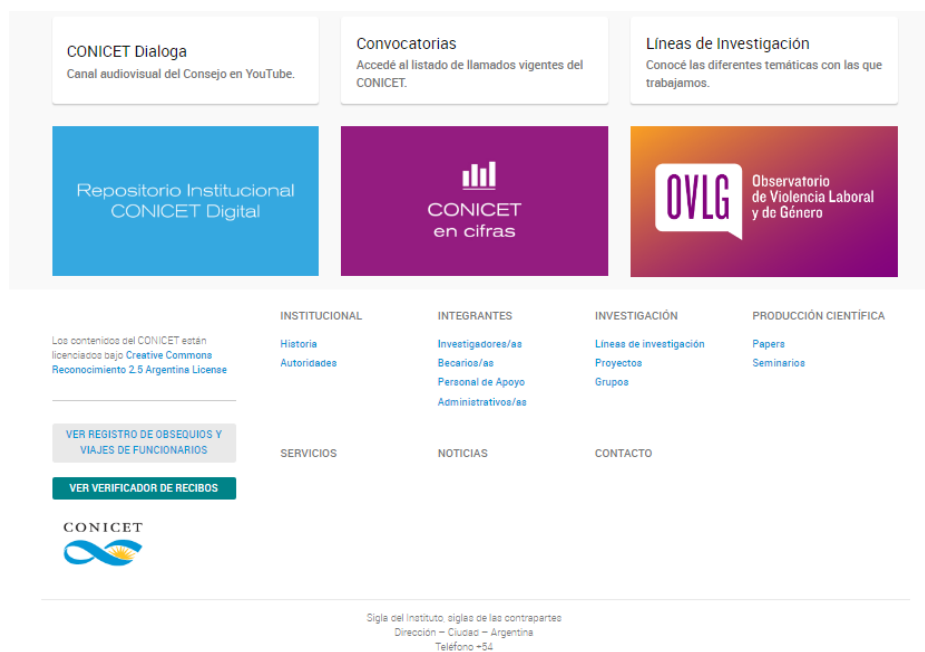 CONICET Dialoga
Canal audiovisual del Consejo en YouTube.
Convocatorias
Accedé al listado de llamados vigentes del
CONICET.
Líneas de Investigación
Conocé las diferentes temáticas con las que
trabajamos.
Repositorio Institucional
CONICET Digital
CONICET
en cifras
OVLG
Observatorio
de Violencia Laboral
y de Género
Los contenidos del CONICET están
licenciados bajo Creative Commons
Reconocimiento 2.5 Argentina License
VER REGISTRO DE OBSEQUIOS Y
VIAJES DE FUNCIONARIOS
VER VERIFICADOR DE RECIBOS
CONICET
INSTITUCIONAL
Historia
Autoridades
INTEGRANTES
Investigadores/as
Becarios/as
Personal de Apoyo
Administrativos/as
INVESTIGACIÓN
Líneas de investigación
Proyectos
Grupos
PRODUCCIÓN CIENTÍFICA
Papers
Seminarios
SERVICIOS
NOTICIAS
CONTACTO
Sigla del Instituto, siglas de las contrapartes
Dirección – Ciudad – Argentina
Teléfono +54